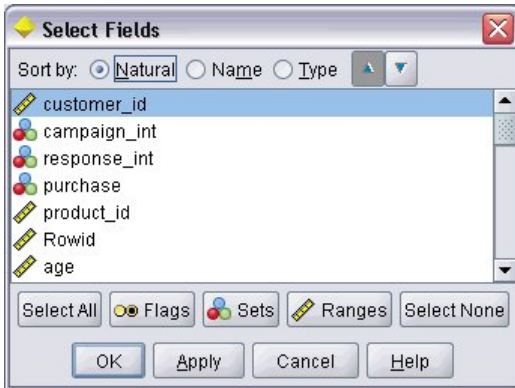 Select Fields
Sort by: Natural Name Type
customer_id
campaign_int
response_int
purchase
product_id
Rowid
age
Select All Flags Sets Ranges Select None
OK Apply Cancel Help